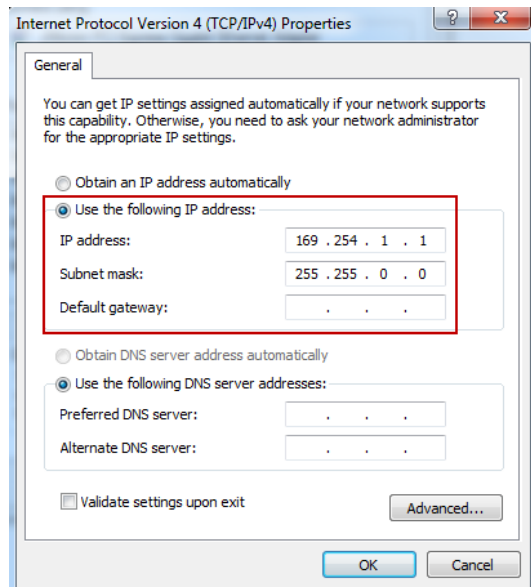 Internet Protocol Version 4 (TCP/IPv4) Properties
?
X
General
You can get IP settings assigned automatically if your network supports
this capability. Otherwise, you need to ask your network administrator
for the appropriate IP settings.
Obtain an IP address automatically
Use the following IP address:
IP address: 169 . 254 . 1 . 1
Subnet mask: 255 . 255 . 0 . 0
Default gateway: . . .
Obtain DNS server address automatically
Use the following DNS server addresses:
Preferred DNS server: . . .
Alternate DNS server: . . .
Validate settings upon exit
Advanced...
OK Cancel